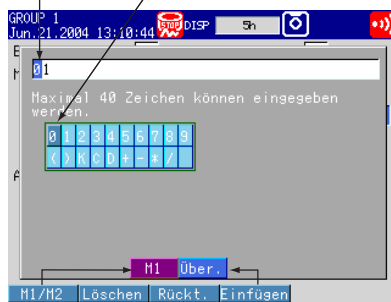 GROUP 1
Jun.21.2004 13:10:44
STOP
DISP
5h
01
Maximal 40 Zeichen können eingegeben
werden.
0 1 2 3 4 5 6 7 8 9
( ) K C D + - * /
M1 Über.
M1/M2 Löschen Rückt. Einfügen